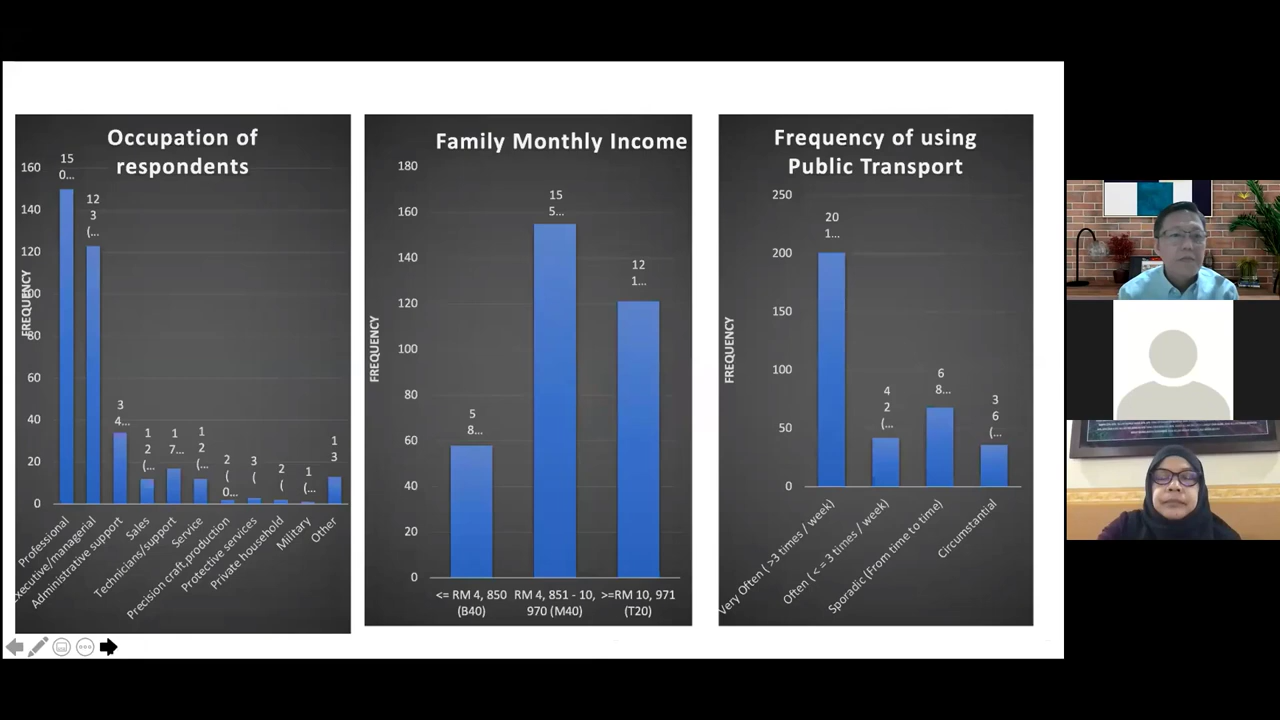 Occupation of
respondents
FREQUENCY
160
140
120
100
80
60
40
20
0
15
0...
12
3
(...
3
4...
1
2
(...
1
7...
1
2
(...
2
(
0...
3
(
2
(
1
(...
1
3
Professional
Executive/managerial
Administrative support
Sales
Technicians/support
Service
Precision craft,production
Protective services
Private household
Military
Other
Family Monthly Income
FREQUENCY
180
160
140
120
100
80
60
40
20
0
5
8...
15
5...
12
1...
<= RM 4, 850
(B40)
RM 4, 851 - 10,
970 (M40)
>=RM 10, 971
(T20)
Frequency of using
Public Transport
FREQUENCY
250
200
150
100
50
0
20
1...
4
2
(...
6
8...
3
6
(...
Very Often ( >3 times / week)
Often ( < = 3 times / week)
Sporadic (From time to time)
Circumstantial